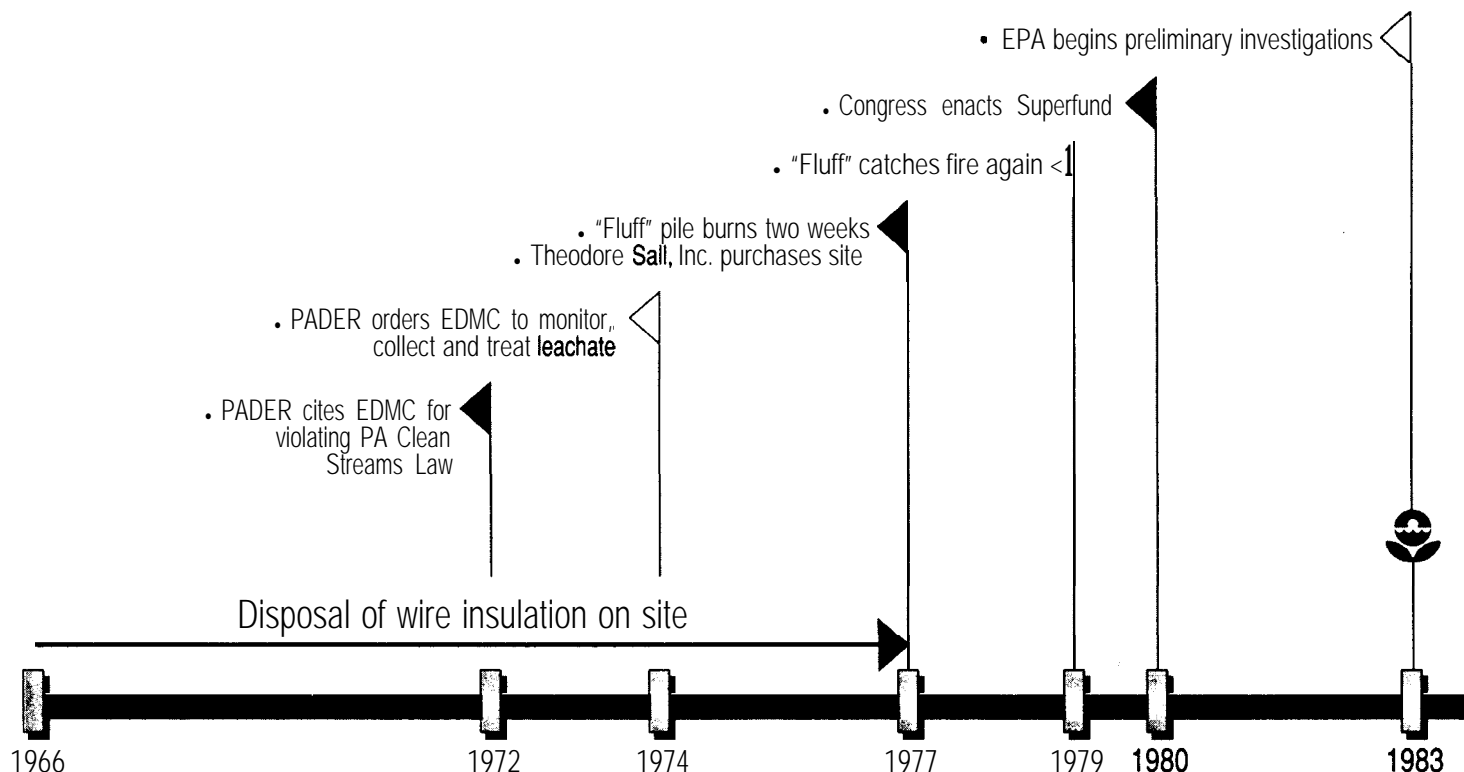 • EPA begins preliminary investigations
• Congress enacts Superfund
• "Fluff" catches fire again <1
• "Fluff" pile burns two weeks
• Theodore Sall, Inc. purchases site
• PADER orders EDMC to monitor,
collect and treat leachate
• PADER cites EDMC for
violating PA Clean
Streams Law
Disposal of wire insulation on site
1966 1972 1974 1977 1979 1980 1983